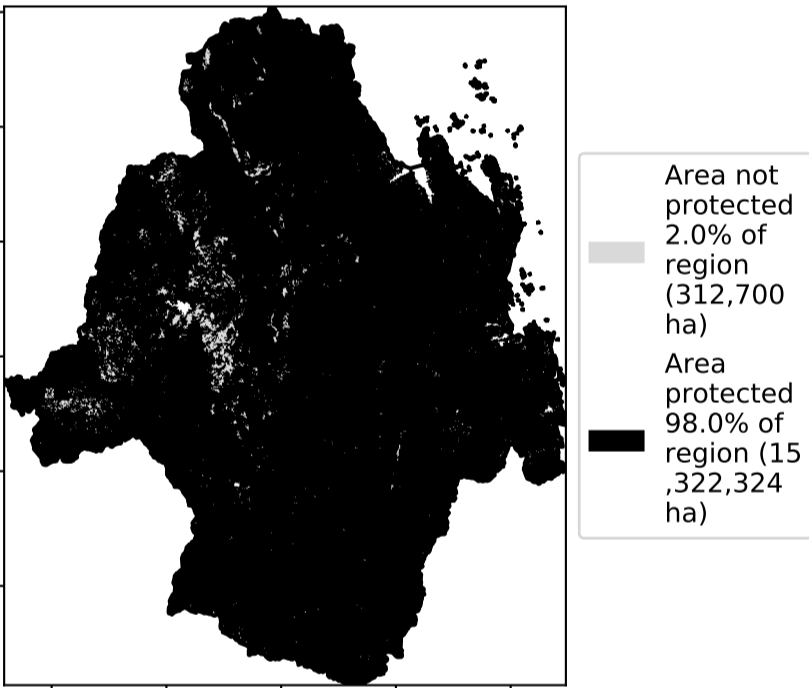 Area not
protected
2.0% of
region
(312,700
ha)
Area
protected
98.0% of
region (15
,322,324
ha)